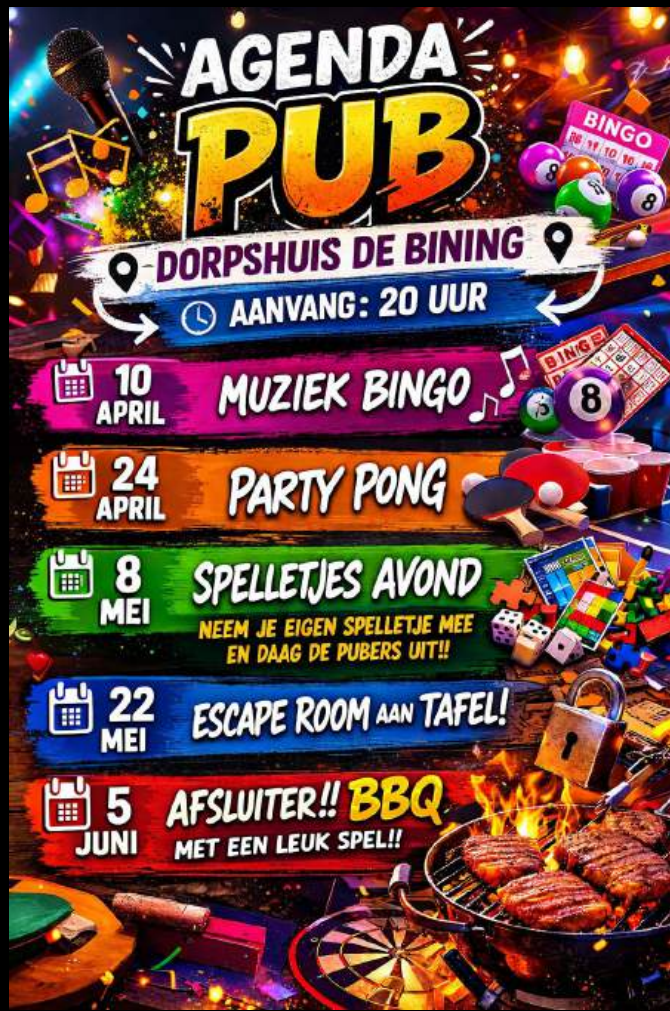 AGENDA
PUB
BINGO
DORPSHUIS DE BINING
AANVANG: 20 UUR
10 APRIL
MUZIEK BINGO
BINGO
8
24 APRIL
PARTY PONG
8 MEI
SPELLETJES AVOND
NEEM JE EIGEN SPELLETJE MEE
EN DAAG DE PUBERS UIT!!
22 MEI
ESCAPE ROOM AAN TAFEL!
5 JUNI
AFSLUITER!! BBQ
MET EEN LEUK SPEL!!